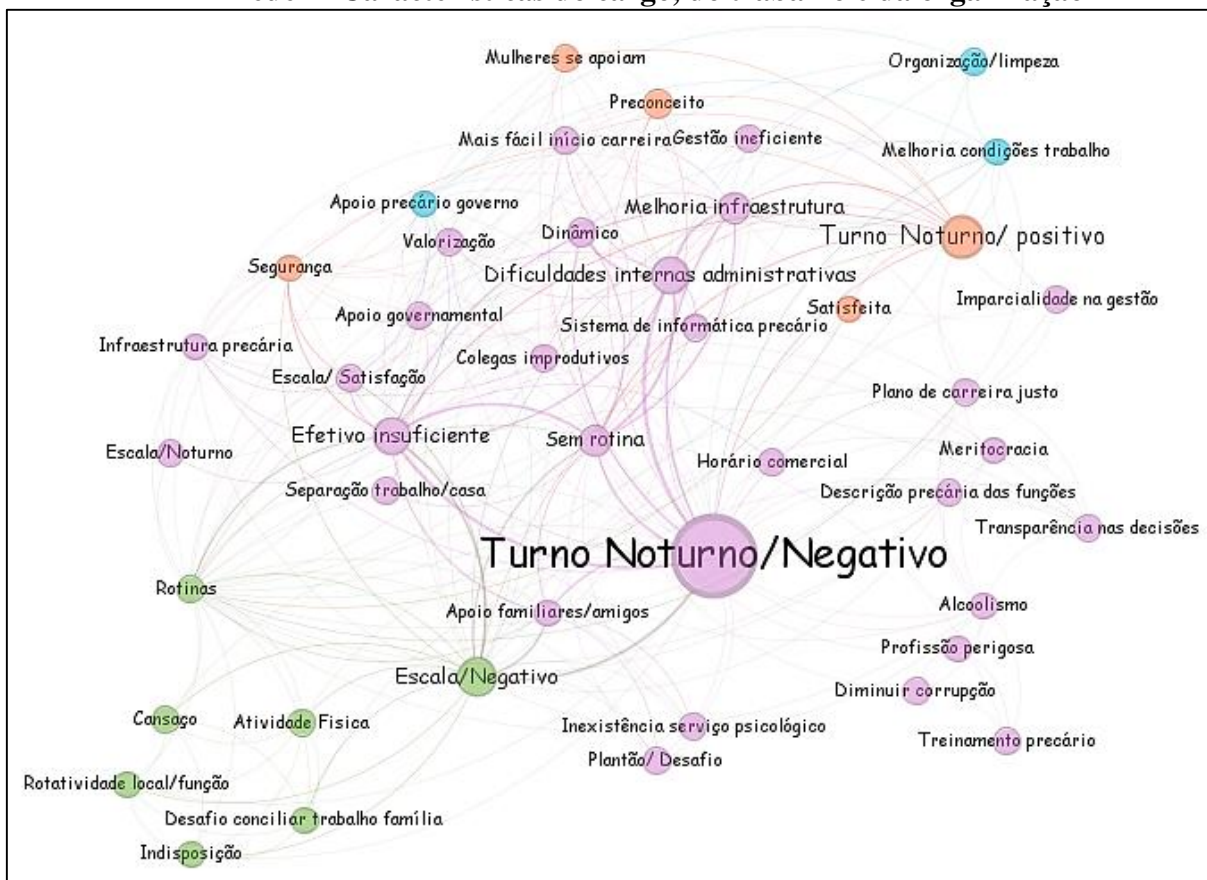 Características do cargo, do trabalho e da organização
Mulheres se apoiam
Organização/limpeza
Preconceito
Mais fácil início carreira
Gestão ineficiente
Melhoria condições trabalho
Apoio precário governo
Melhoria infraestrutura
Valorização
Dinâmico
Turno Noturno/ positivo
Segurança
Dificuldades internas administrativas
Imparcialidade na gestão
Apoio governamental
Sistema de informática precário
Satisfeita
Infraestrutura precária
Colegas improdutivos
Escala/ Satisfação
Plano de carreira justo
Efetivo insuficiente
Sem rotina
Escala/Noturno
Horário comercial
Meritocracia
Separação trabalho/casa
Descrição precária das funções
Transparência nas decisões
Turno Noturno/Negativo
Rotinas
Apoio familiares/amigos
Alcoolismo
Profissão perigosa
Escala/Negativo
Diminuir corrupção
Cansaço
Atividade Fisica
Inexistência serviço psicológico
Treinamento precário
Plantão/ Desafio
Rotatividade local/função
Desafio conciliar trabalho família
Indisposição